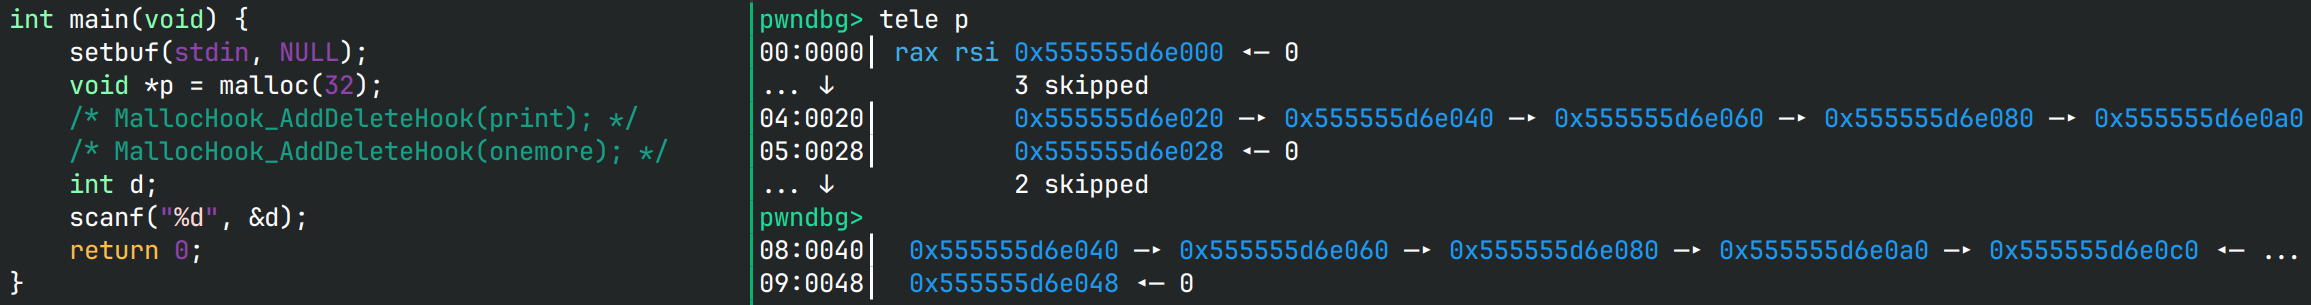 int main(void) {
    setbuf(stdin, NULL);
    void *p = malloc(32);
    /* MallocHook_AddDeleteHook(print); */
    /* MallocHook_AddDeleteHook(onemore); */
    int d;
    scanf("%d", &d);
    return 0;
}
pwndbg> tele p
00:0000│ rax rsi 0x555555d6e000 ◂— 0
... ↓          3 skipped
04:0020│         0x555555d6e020 —▸ 0x555555d6e040 —▸ 0x555555d6e060 —▸ 0x555555d6e080 —▸ 0x555555d6e0a0
05:0028│         0x555555d6e028 ◂— 0
... ↓          2 skipped
pwndbg>
08:0040│  0x555555d6e040 —▸ 0x555555d6e060 —▸ 0x555555d6e080 —▸ 0x555555d6e0a0 —▸ 0x555555d6e0c0 ◂— ...
09:0048│  0x555555d6e048 ◂— 0